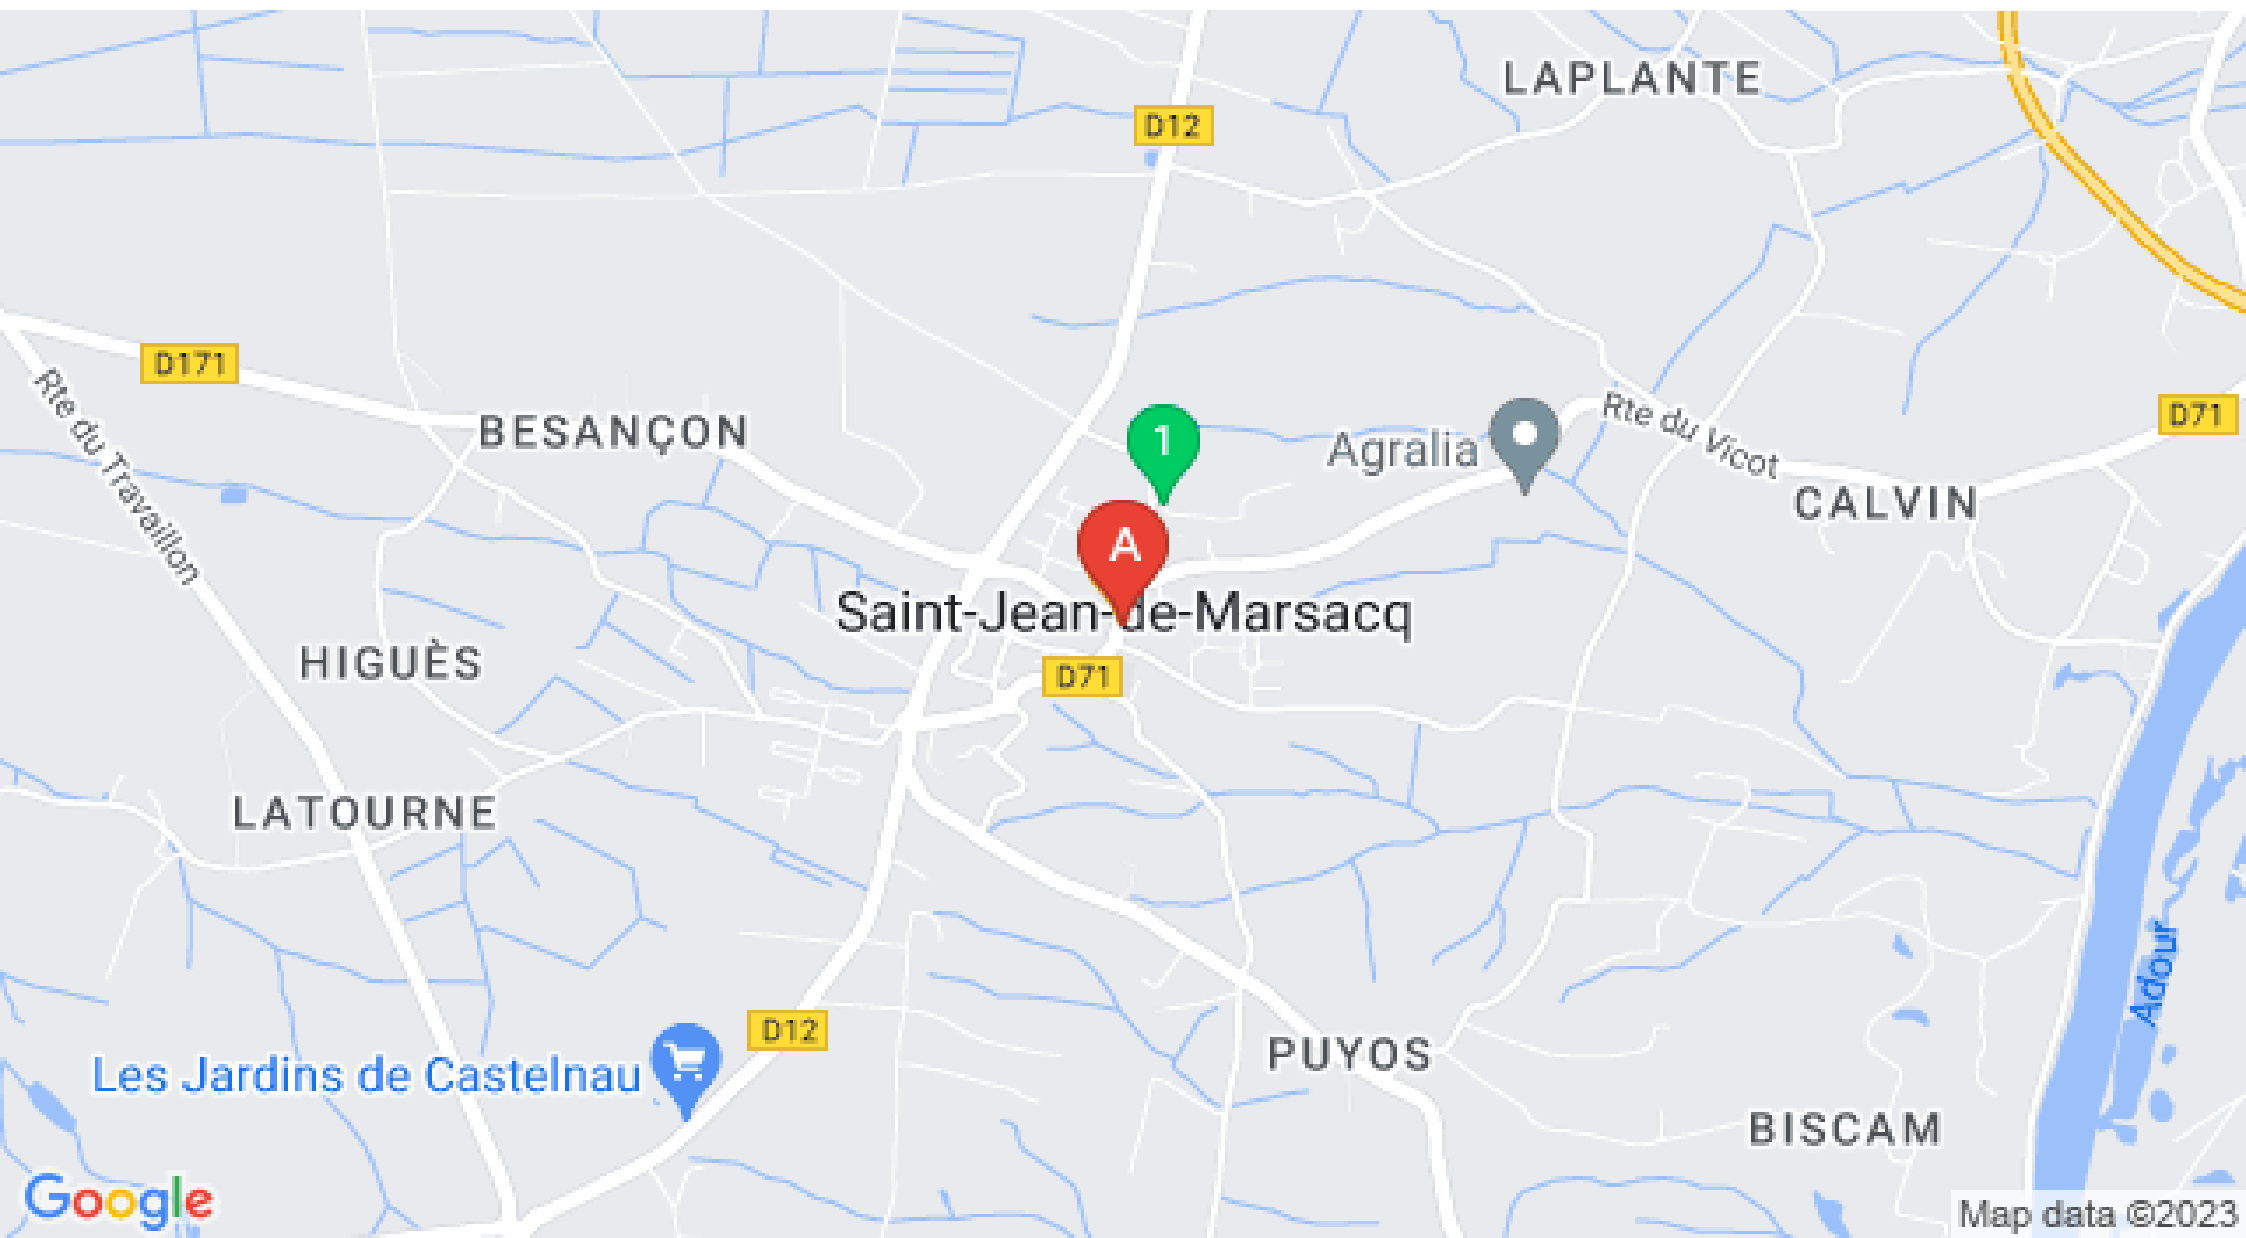 LAPLANTE
D12
D171
Rte du Travaillon
BESANÇON
1
Agralia
Rte du Vicot
D71
CALVIN
A
Saint-Jean-de-Marsacq
HIGUÈS
D71
LATOURNE
Adour
D12
Les Jardins de Castelnau
PUYOS
BISCAM
Google
Map data ©2023